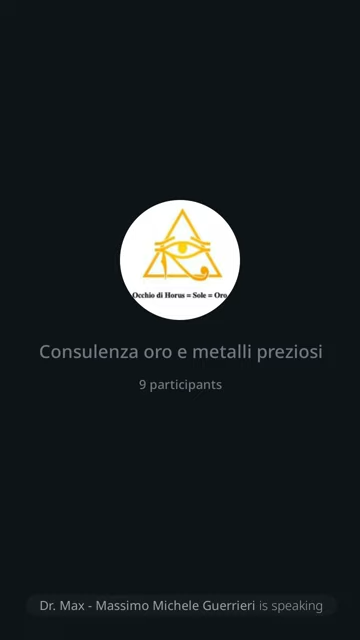 Occhio di Horus = Sole = Oro
Consulenza oro e metalli preziosi
9 participants
Dr. Max - Massimo Michele Guerrieri is speaking